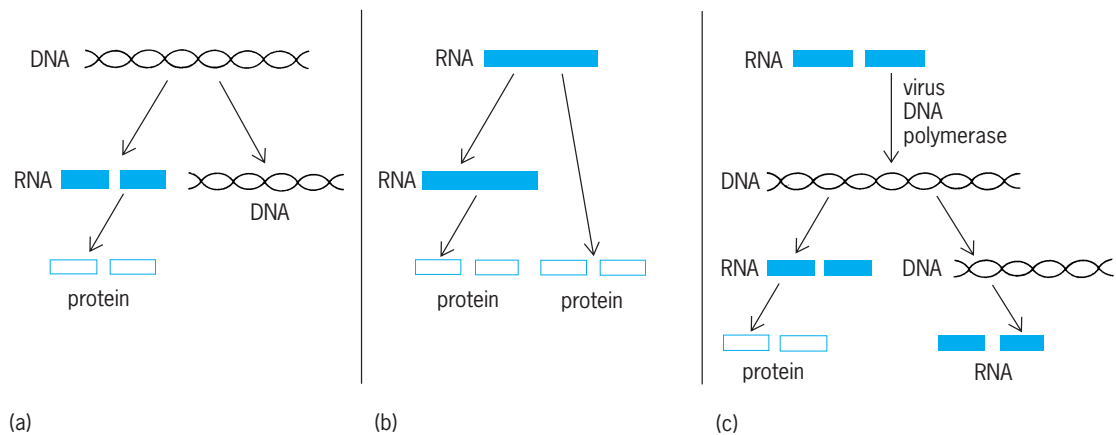 DNA
RNA
DNA
protein
(a)
RNA
RNA
protein
protein
(b)
RNA
virus
DNA
polymerase
DNA
RNA
DNA
protein
RNA
(c)